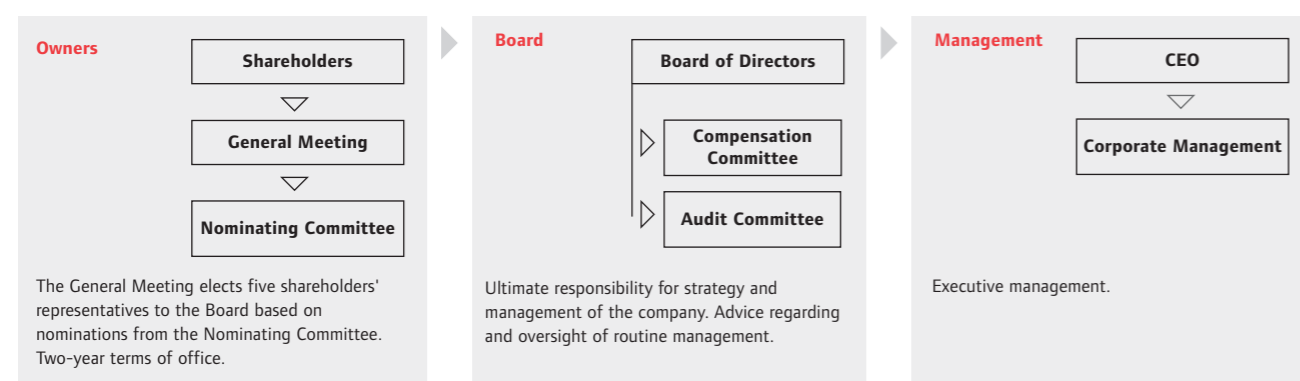 Owners
Shareholders
General Meeting
Nominating Committee
The General Meeting elects five shareholders'
representatives to the Board based on
nominations from the Nominating Committee.
Two-year terms of office.
Board
Board of Directors
Compensation
Committee
Audit Committee
Ultimate responsibility for strategy and
management of the company. Advice regarding
and oversight of routine management.
Management
CEO
Corporate Management
Executive management.